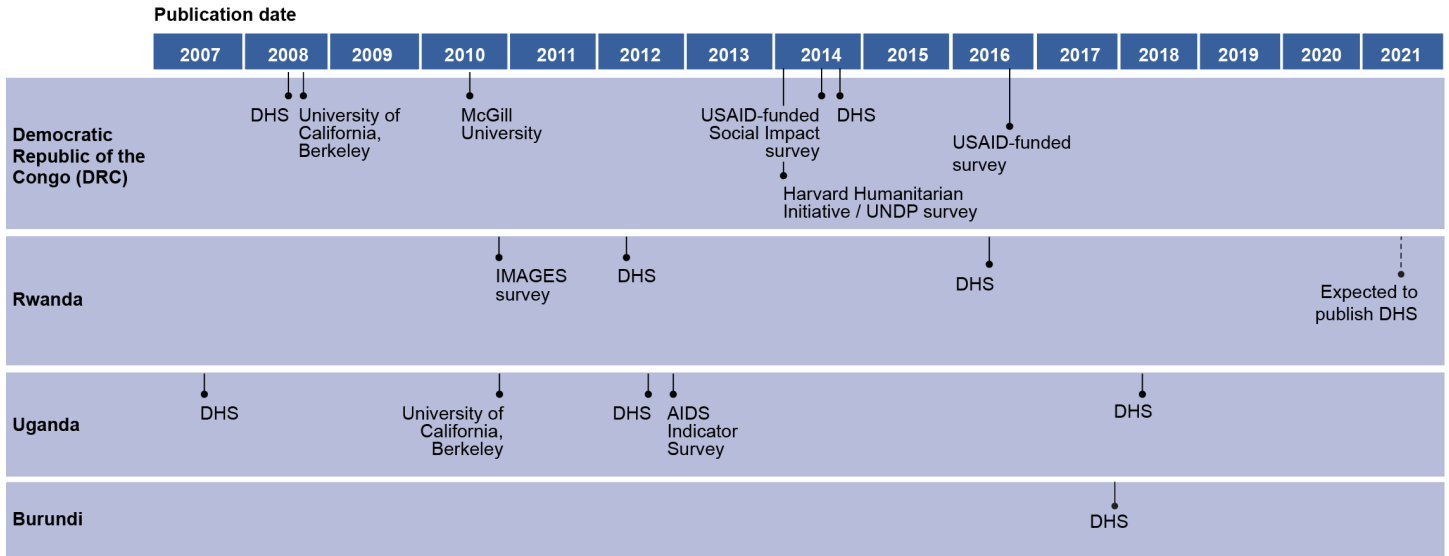 Publication date
2007 2008 2009 2010 2011 2012 2013 2014 2015 2016 2017 2018 2019 2020 2021
Democratic
Republic of the
Congo (DRC)
DHS
University of
California,
Berkeley
McGill
University
USAID-funded
Social Impact
survey
DHS
Harvard Humanitarian
Initiative / UNDP survey
USAID-funded
survey
Rwanda
IMAGES
survey
DHS
DHS
Expected to
publish DHS
Uganda
DHS
University of
California,
Berkeley
DHS
AIDS
Indicator
Survey
DHS
Burundi
DHS